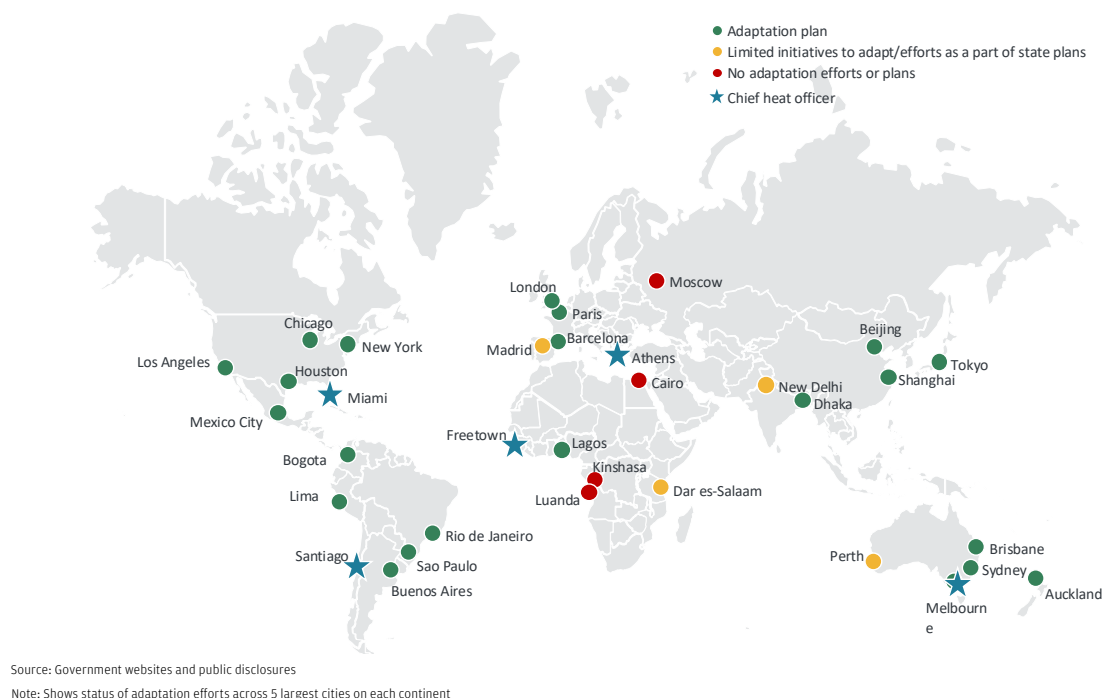 Adaptation plan
Limited initiatives to adapt/efforts as a part of state plans
No adaptation efforts or plans
Chief heat officer
Moscow
London
Paris
Chicago
Barcelona
Beijing
New York
Madrid
Athens
Los Angeles
Tokyo
Houston
Shanghai
Cairo
New Delhi
Miami
Dhaka
Mexico City
Freetown
Lagos
Bogota
Kinshasa
Dar es-Salaam
Lima
Luanda
Rio de Janeiro
Brisbane
Santiago
Perth
Sao Paulo
Sydney
Buenos Aires
Auckland
Melbourn
e
Source: Government websites and public disclosures
Note: Shows status of adaptation efforts across 5 largest cities on each continent